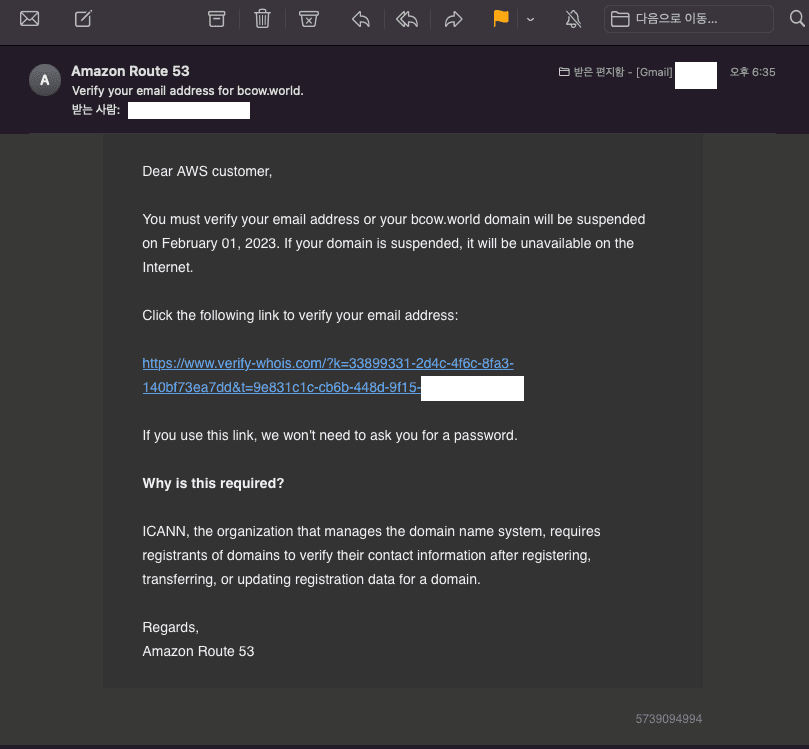 다음으로 이동...
A
Amazon Route 53
받은 편지함 - [Gmail]
오후 6:35
Verify your email address for bcow.world.
받는 사람:
Dear AWS customer,
You must verify your email address or your bcow.world domain will be suspended
on February 01, 2023. If your domain is suspended, it will be unavailable on the
Internet.
Click the following link to verify your email address:
https://www.verify-whois.com/?k=33899331-2d4c-4f6c-8fa3-
140bf73ea7dd&t=9e831c1c-cb6b-448d-9f15-
If you use this link, we won't need to ask you for a password.
Why is this required?
ICANN, the organization that manages the domain name system, requires
registrants of domains to verify their contact information after registering,
transferring, or updating registration data for a domain.
Regards,
Amazon Route 53
5739094994